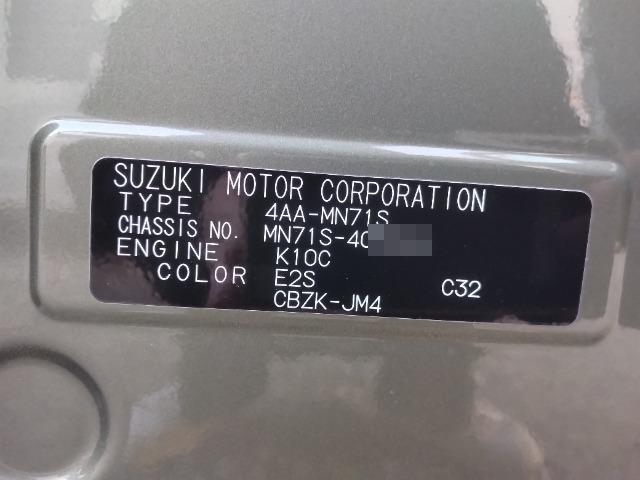 SUZUKI MOTOR CORPORATION
TYPE 4AA-MN71S
CHASSIS NO. MN71S-40
ENGINE K10C
COLOR E2S C32
CBZK-JM4